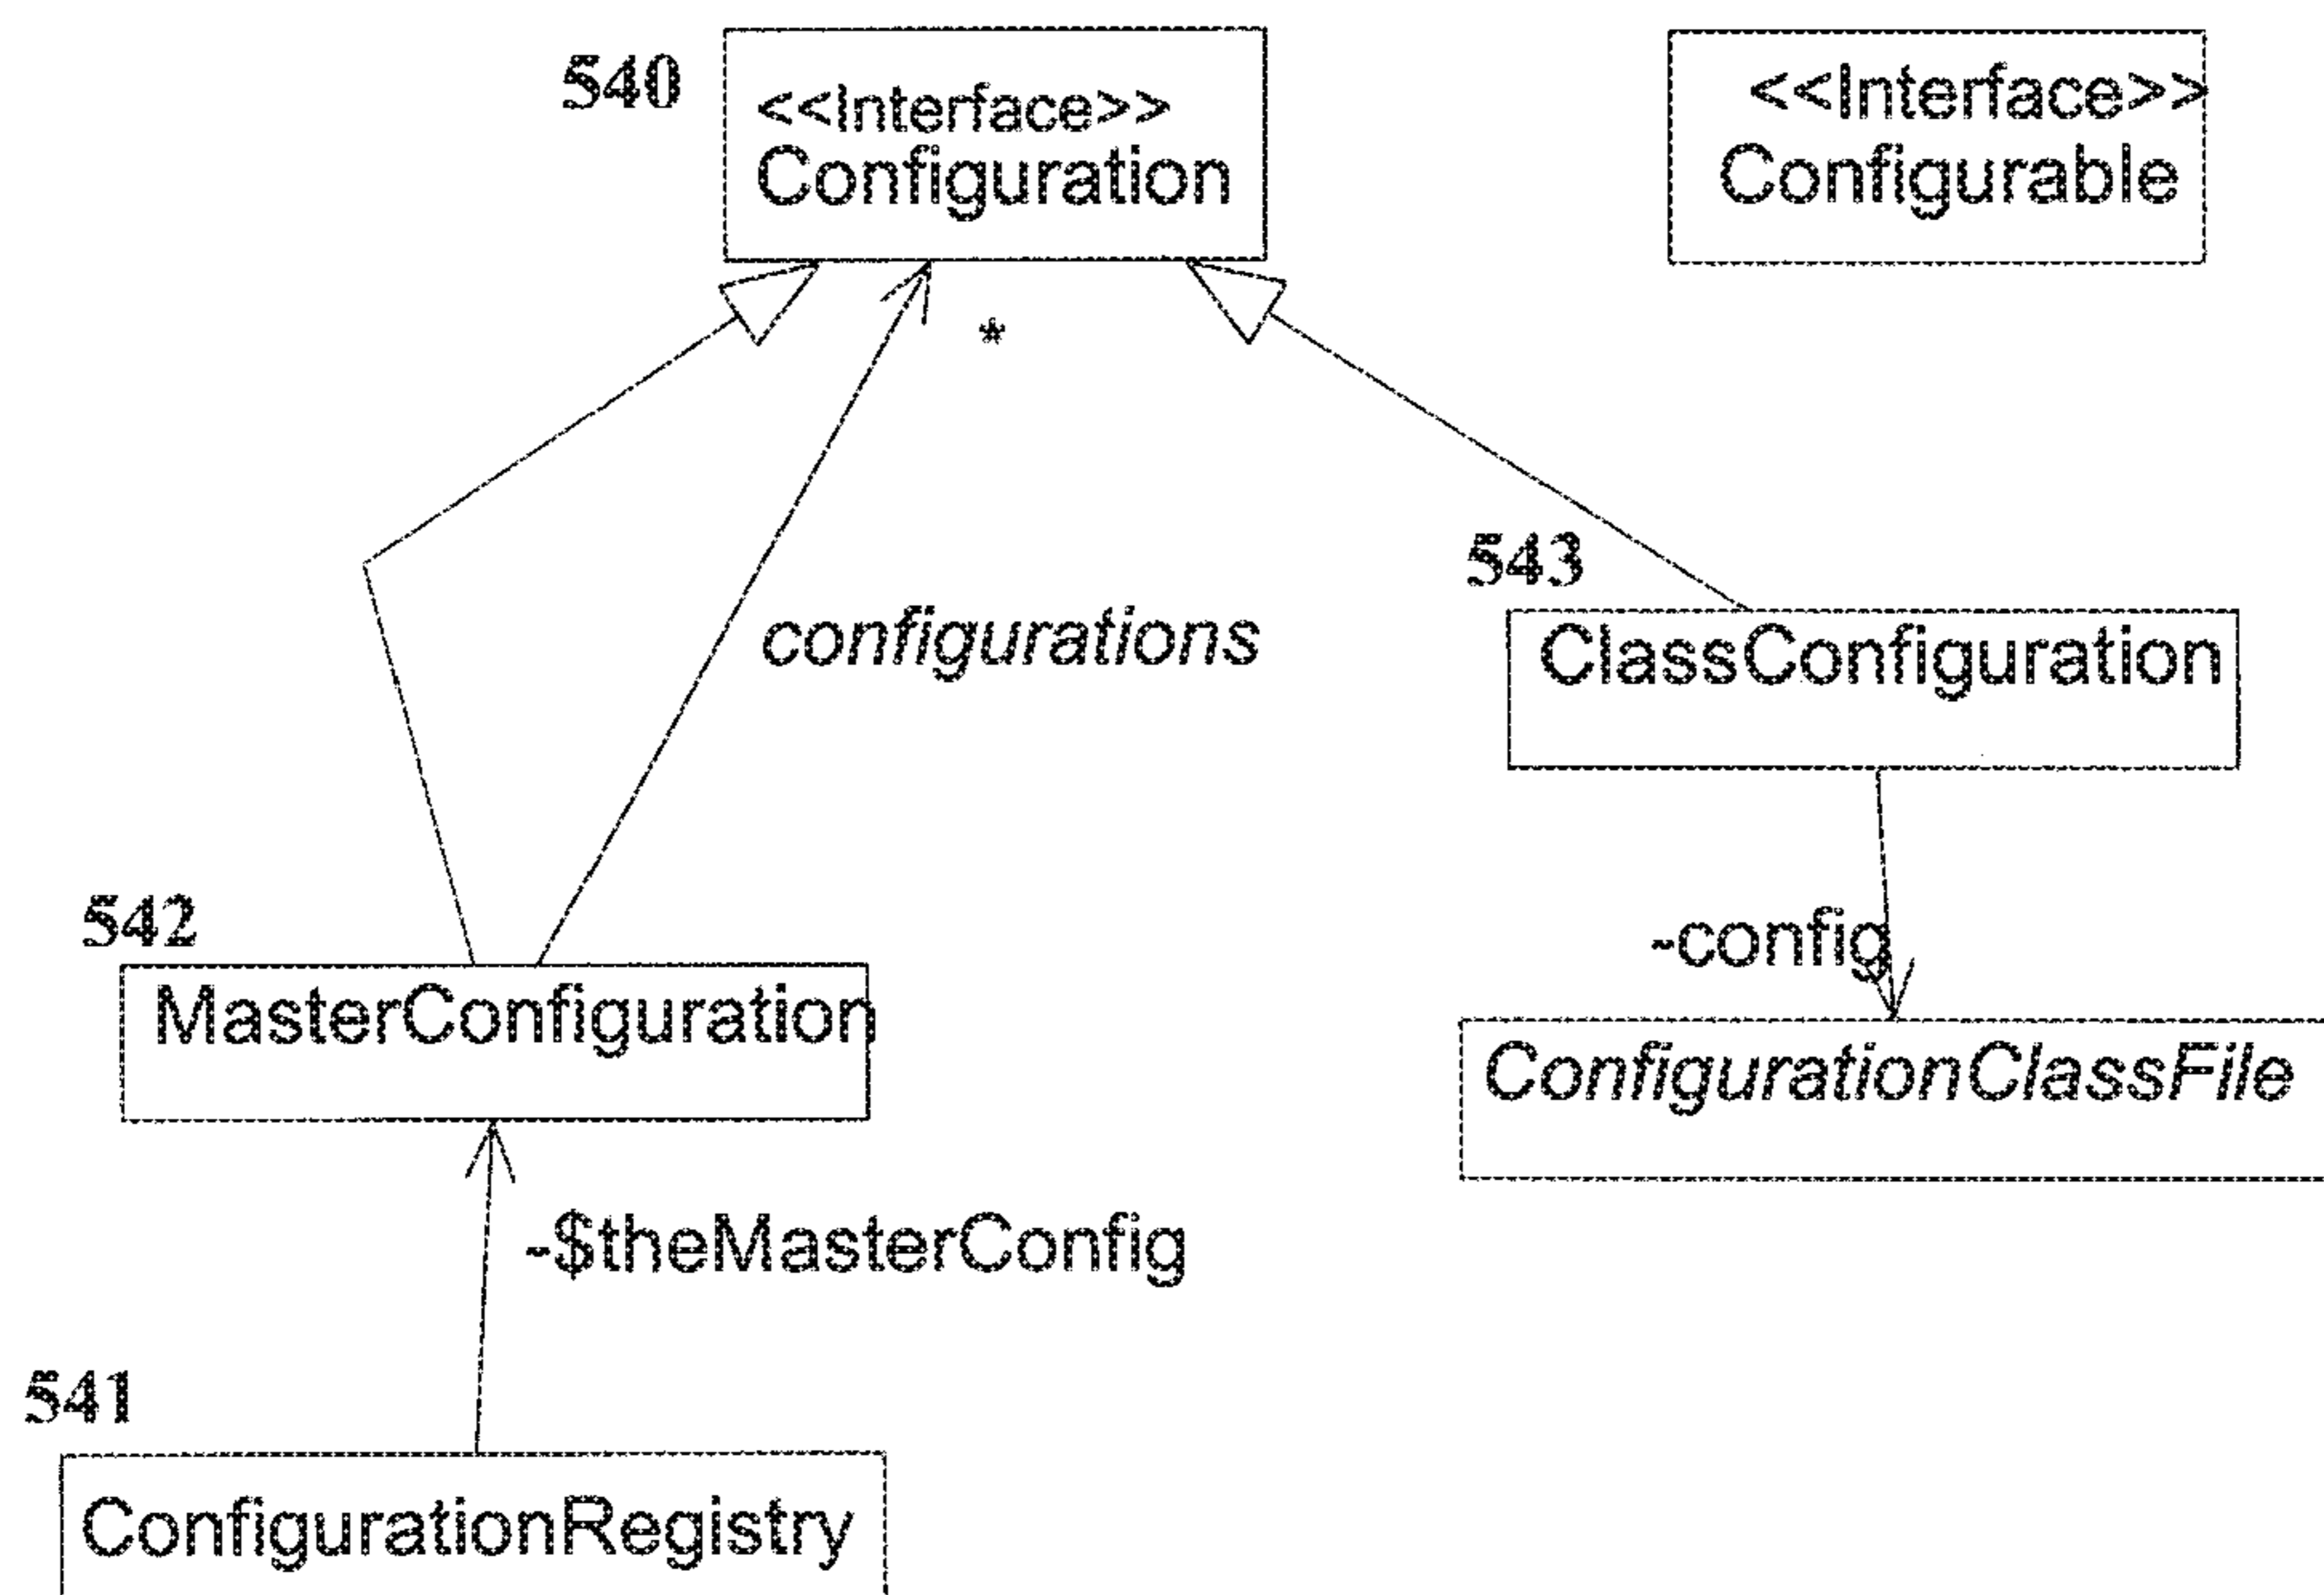 540
<<Interface>>
Configuration
<<Interface>>
Configurable
*
543
configurations
ClassConfiguration
542
-config
MasterConfiguration
ConfigurationClassFile
-$theMasterConfig
541
ConfigurationRegistry